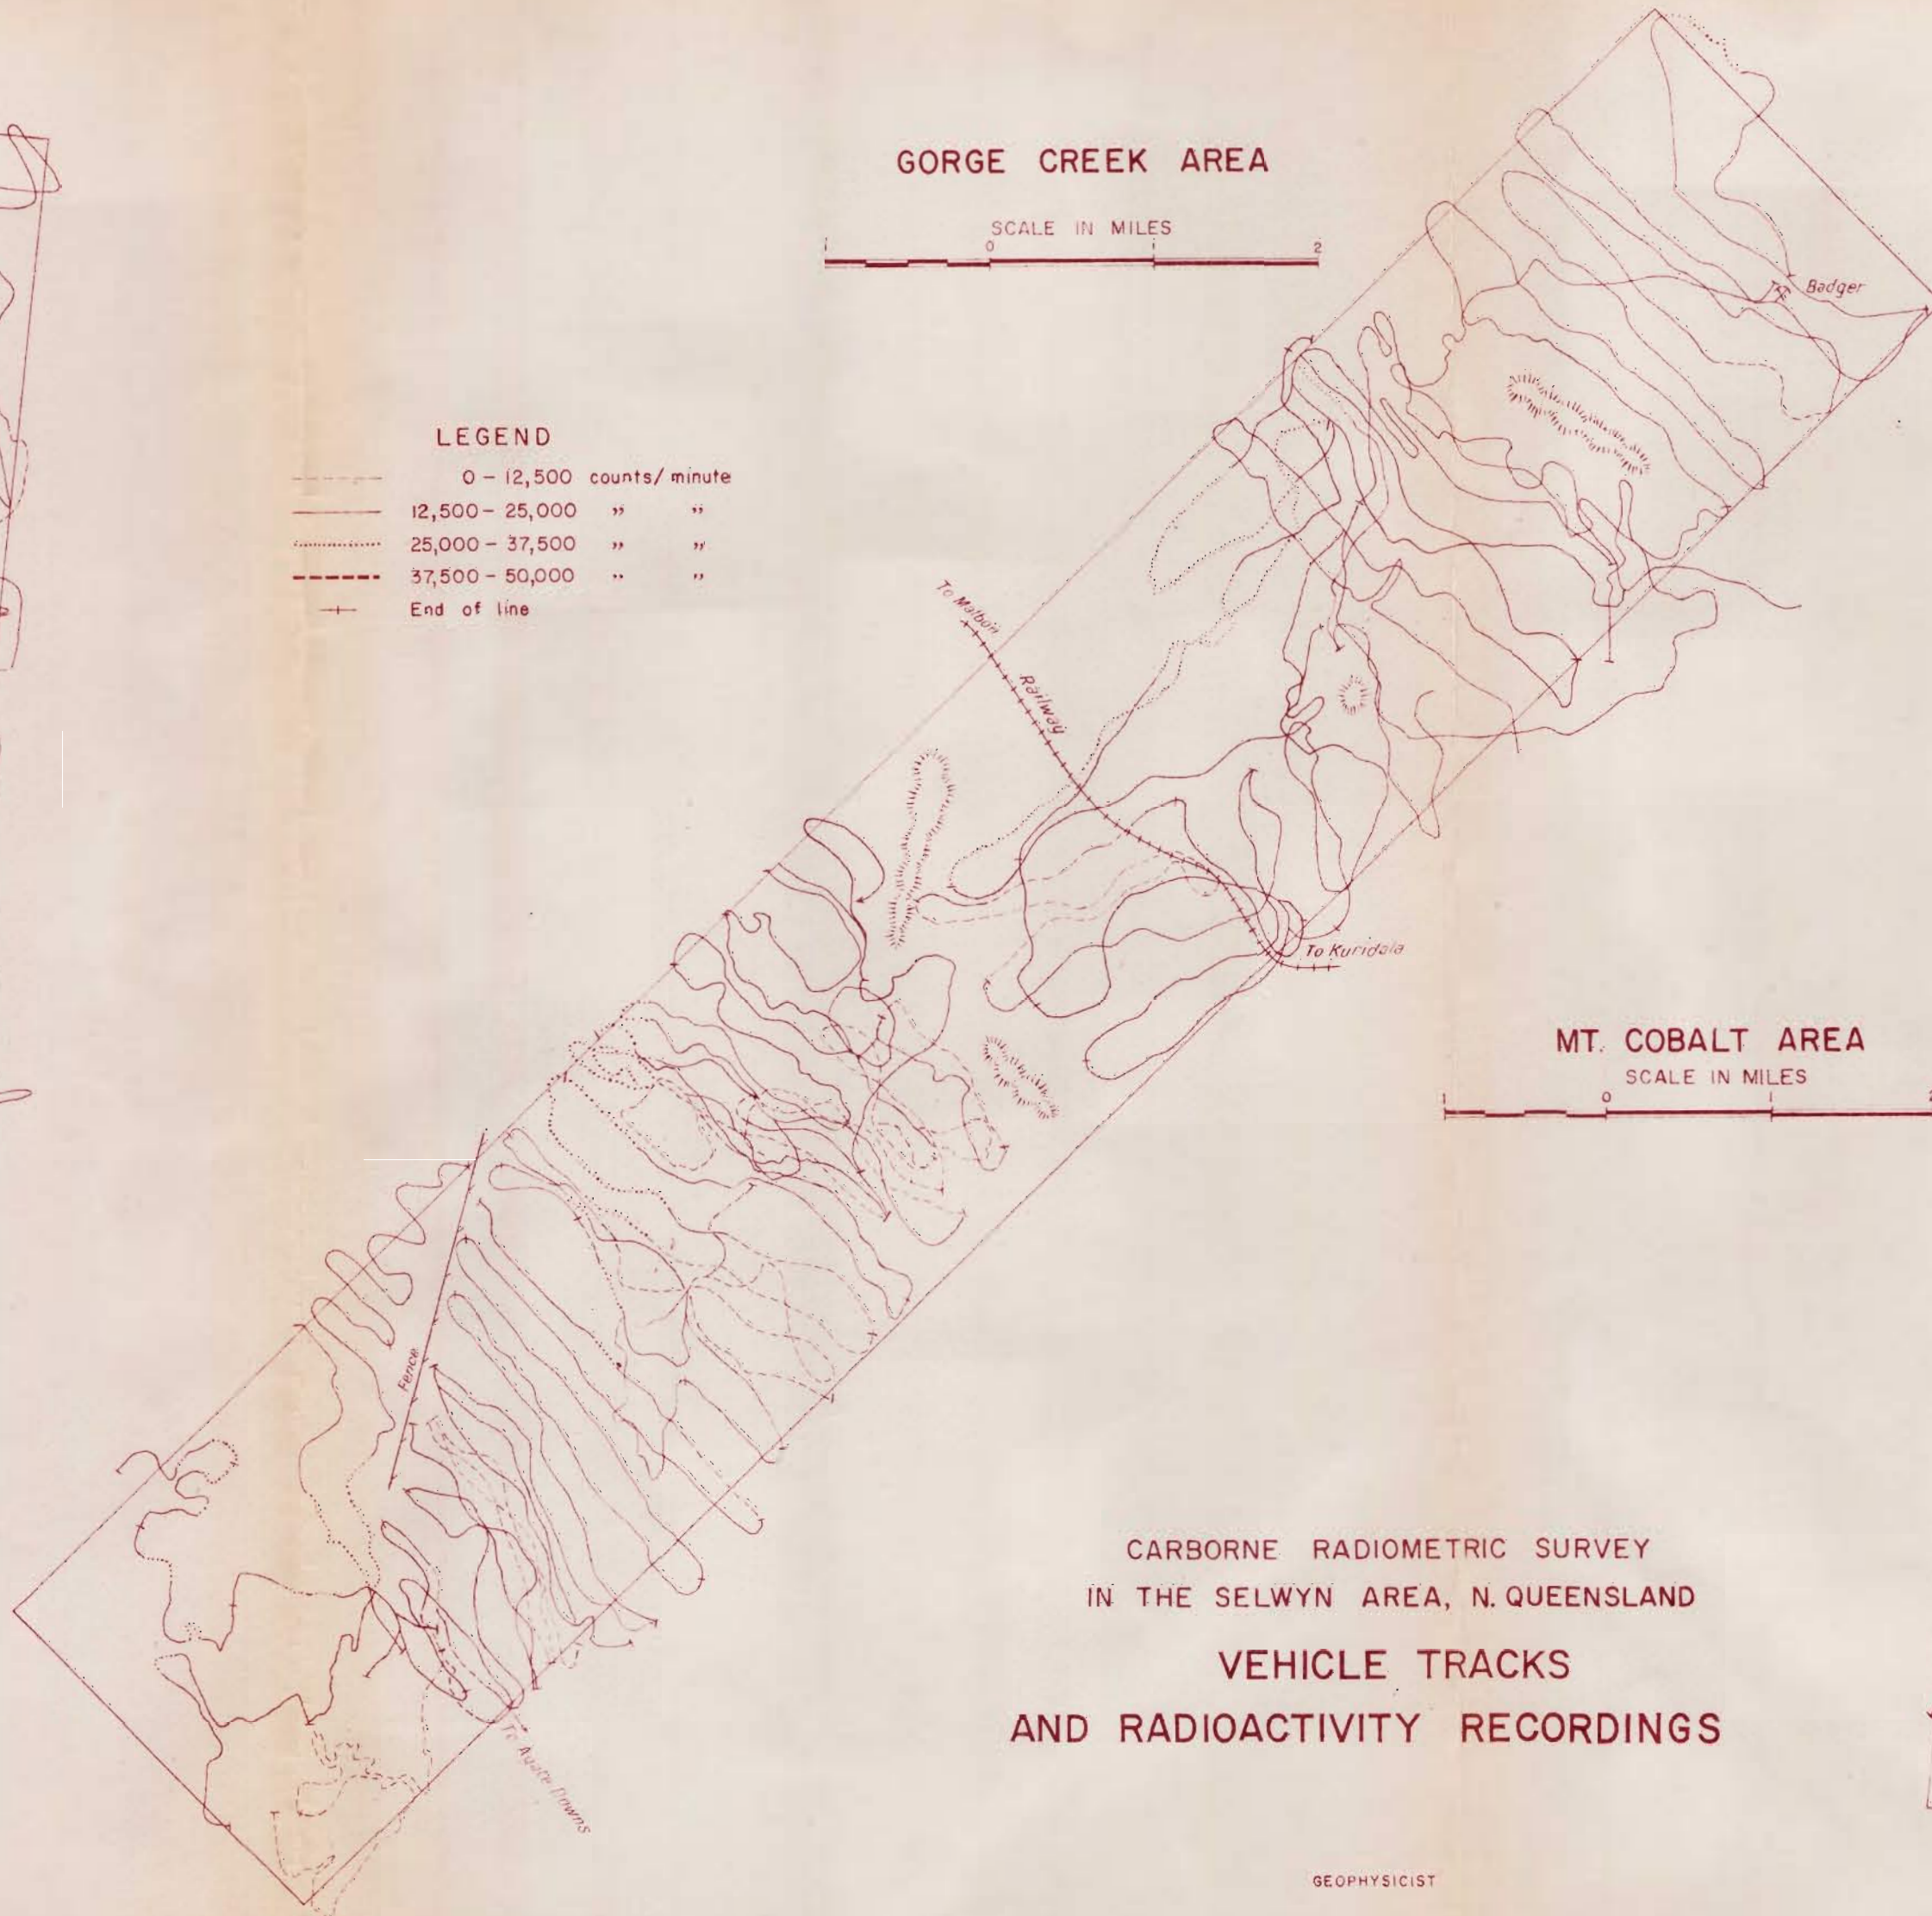 GORGE CREEK AREA
SCALE IN MILES
1 0 1 2
Badger
LEGEND
0 – 12,500 counts/minute
12,500 – 25,000 " "
25,000 – 37,500 " "
37,500 – 50,000 " "
End of line
To Malbon
Railway
To Kuridala
MT. COBALT AREA
SCALE IN MILES
1 0 1 2
Fence
To Agate Downs
CARBORNE RADIOMETRIC SURVEY
IN THE SELWYN AREA, N. QUEENSLAND
VEHICLE TRACKS
AND RADIOACTIVITY RECORDINGS
GEOPHYSICIST